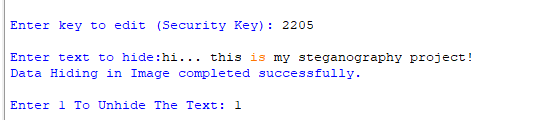 Enter key to edit (Security Key): 2205
Enter text to hide:hi... this is my steganography project!
Data Hiding in Image completed successfully.
Enter 1 To Unhide The Text: 1